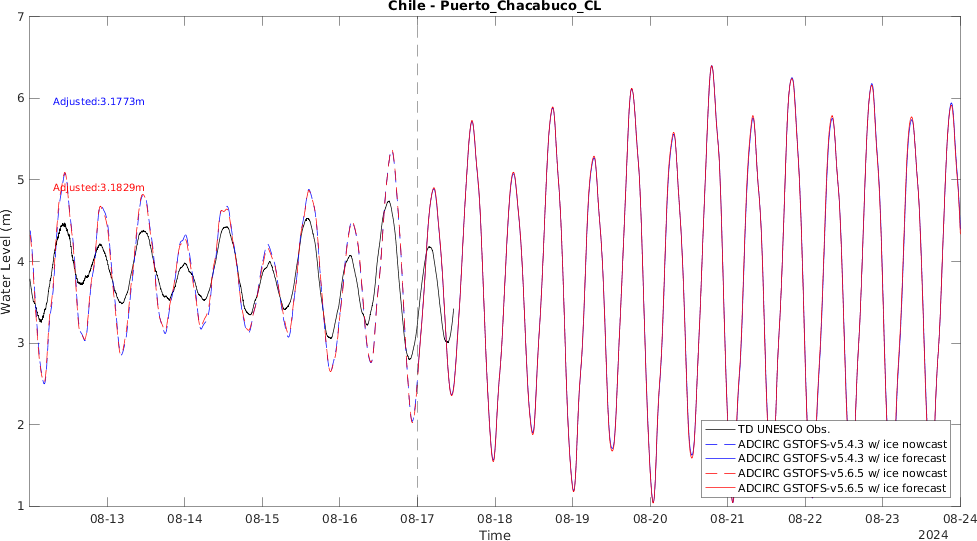 Chile - Puerto_Chacabuco_CL
7
6
5
4
3
2
1
Water Level (m)
Adjusted:3.1773m
Adjusted:3.1829m
TD UNESCO Obs.
ADCIRC GSTOFS-v5.4.3 w/ ice nowcast
ADCIRC GSTOFS-v5.4.3 w/ ice forecast
ADCIRC GSTOFS-v5.6.5 w/ ice nowcast
ADCIRC GSTOFS-v5.6.5 w/ ice forecast
08-13 08-14 08-15 08-16 08-17 08-18 08-19 08-20 08-21 08-22 08-23 08-24
Time
2024